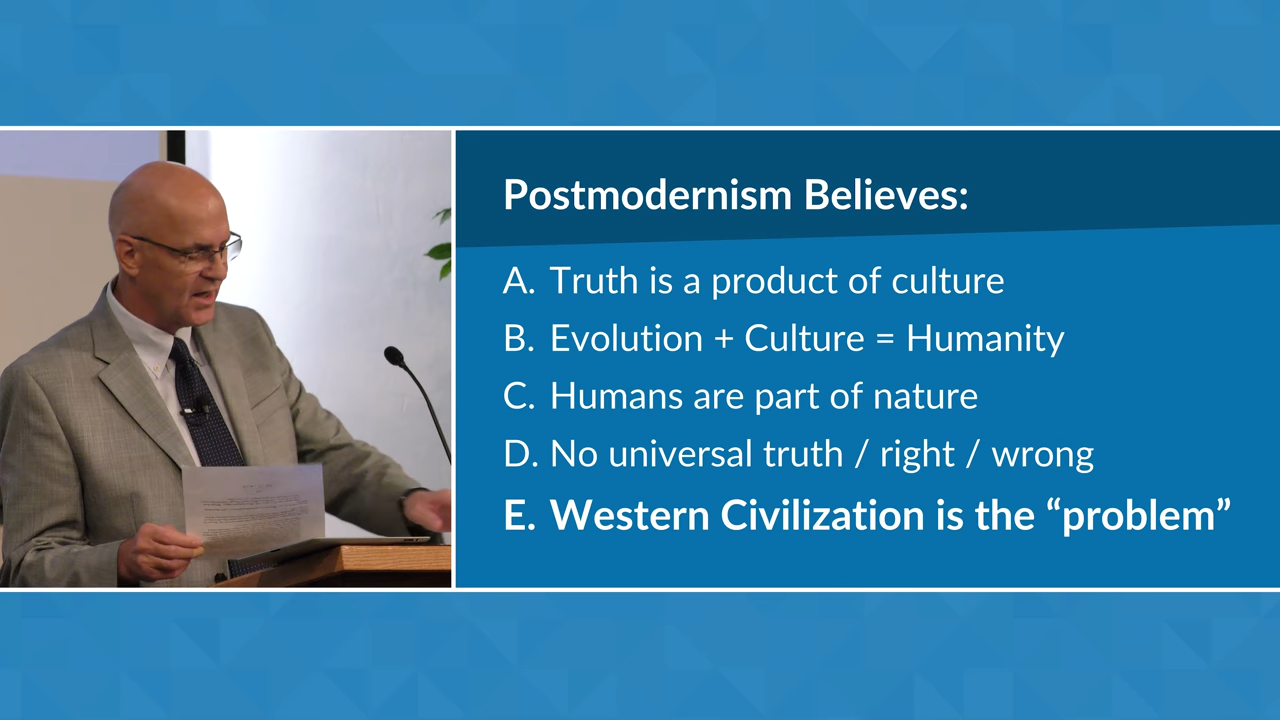 Postmodernism Believes:
A. Truth is a product of culture
B. Evolution + Culture = Humanity
C. Humans are part of nature
D. No universal truth / right / wrong
E. Western Civilization is the “problem”